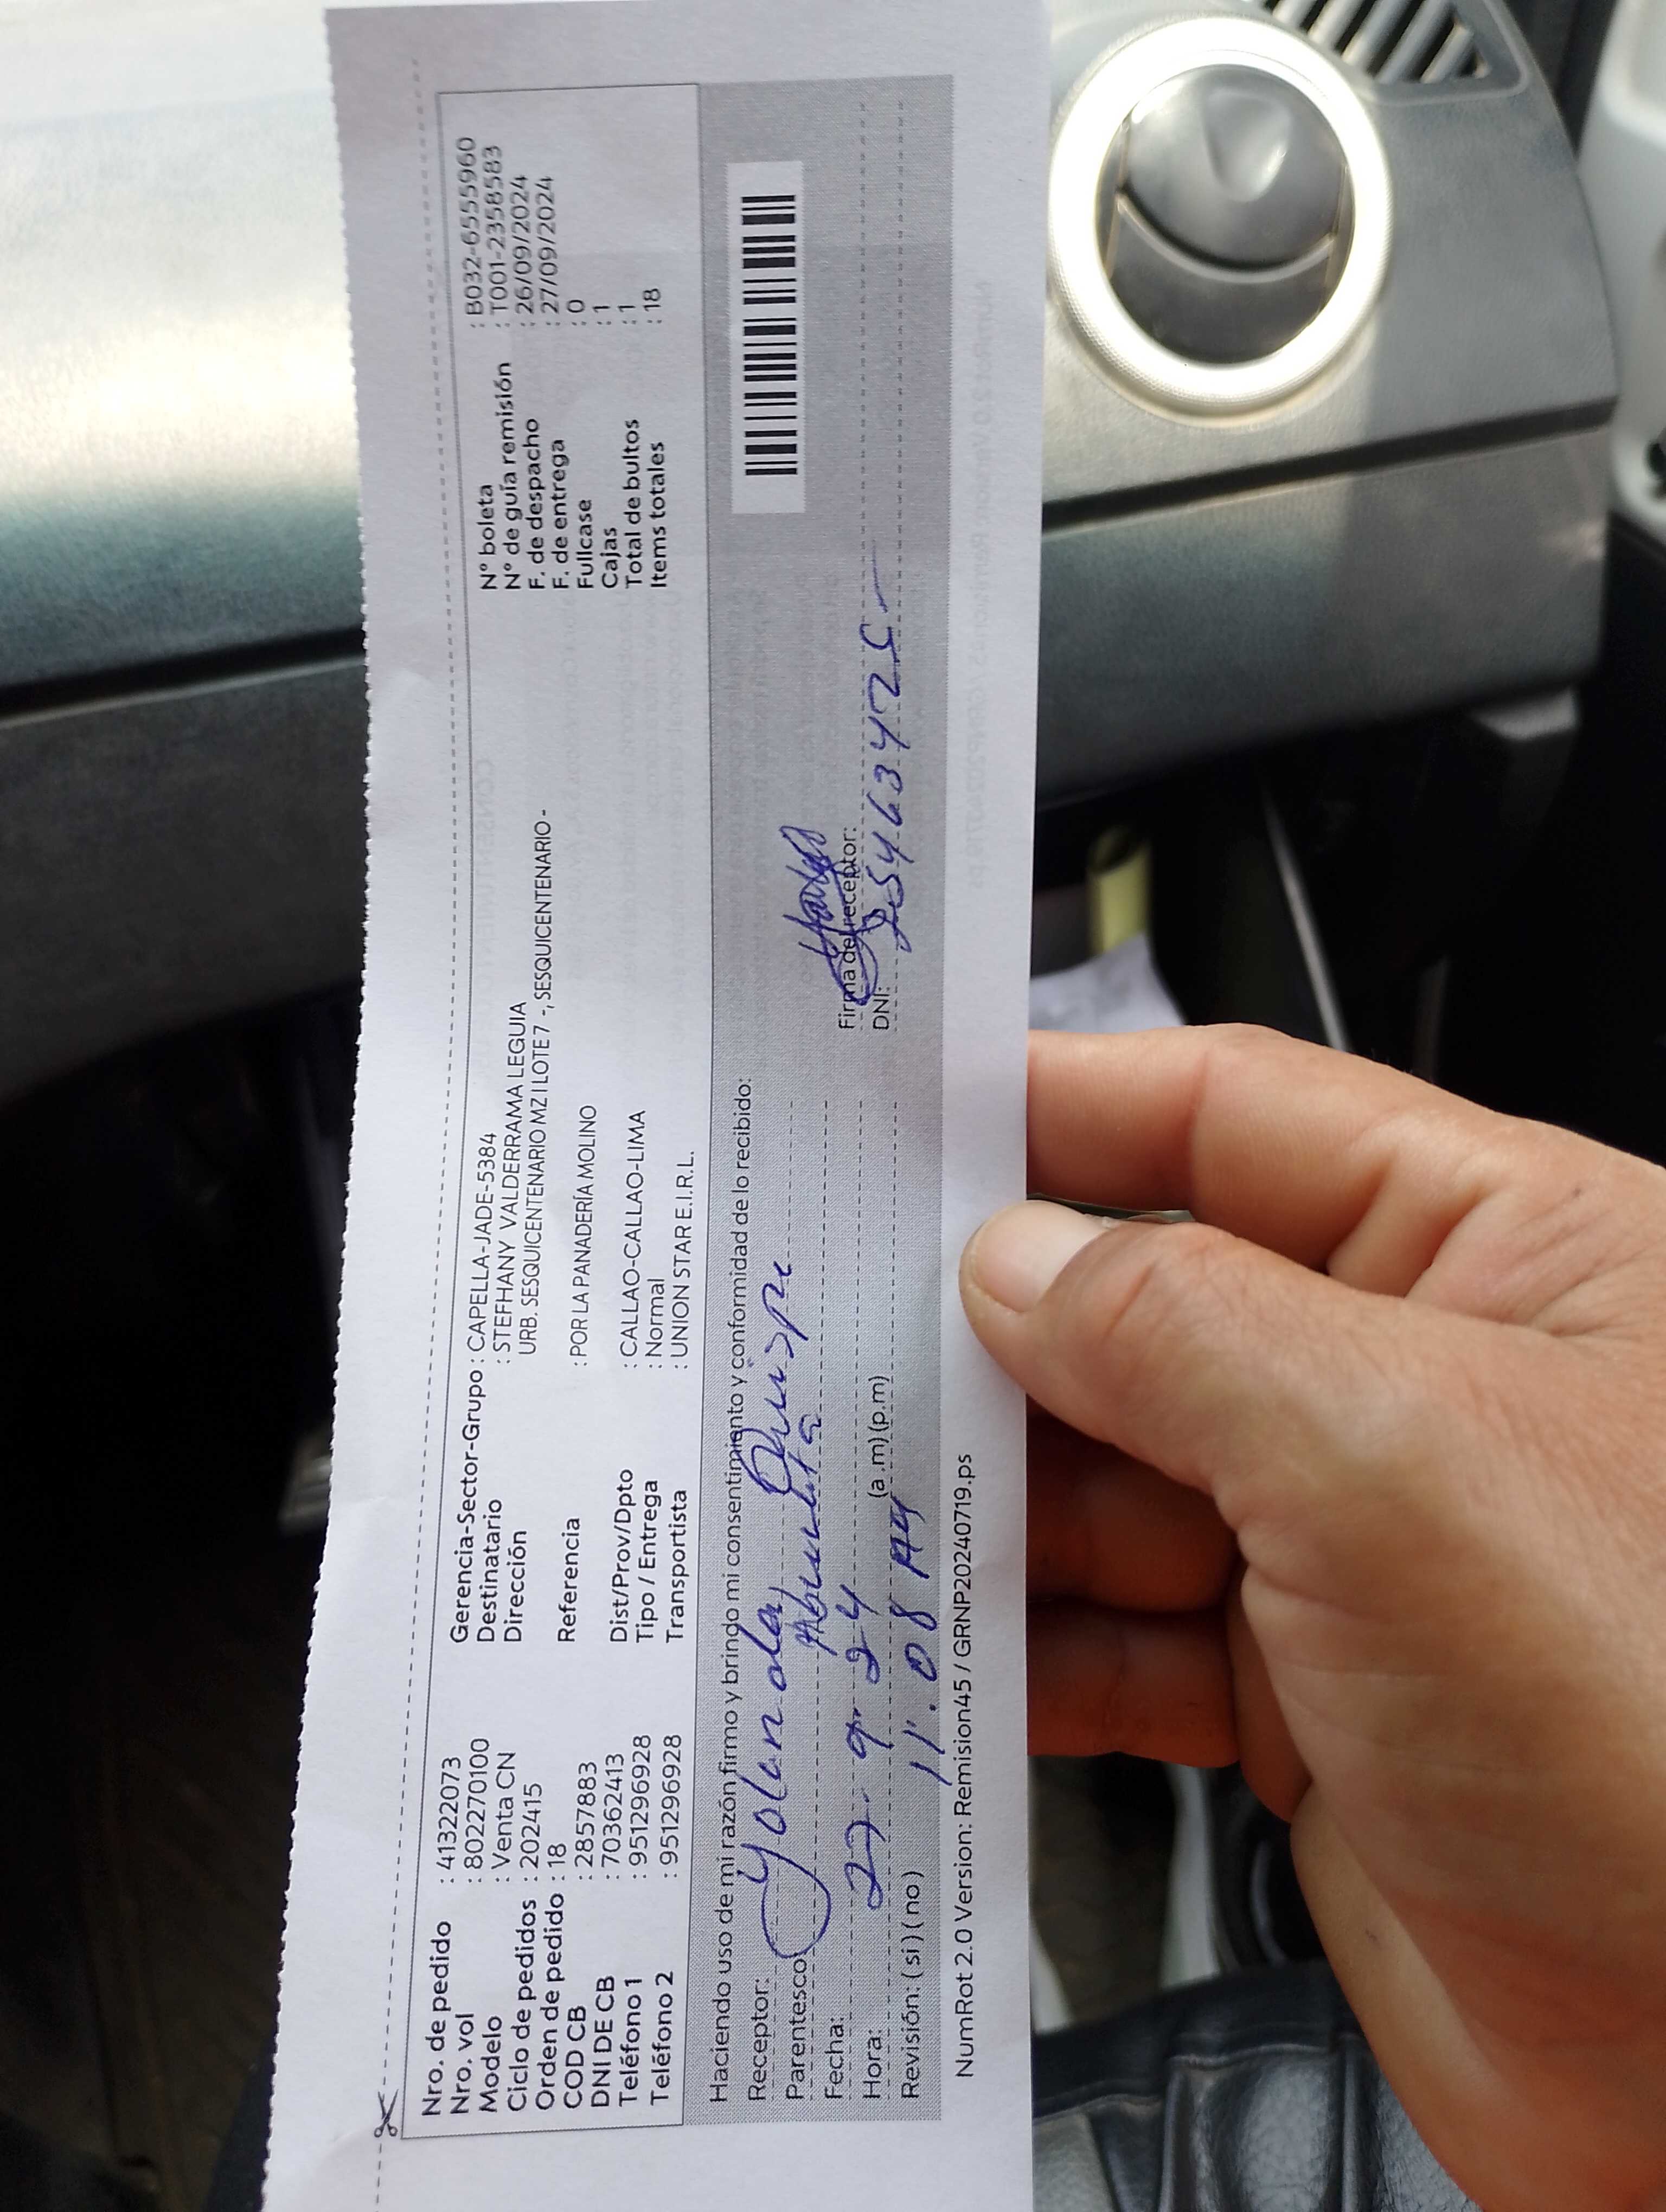 Nro. de pedido : 41322073
Nro. vol : 802270100
Modelo : Venta CN
Ciclo de pedidos : 202415
Orden de pedido : 18
COD CB : 2857883
DNI DE CB : 70362413
Teléfono 1 : 951296928
Teléfono 2 : 951296928
Gerencia-Sector-Grupo : CAPELLA-JADE-5384
Destinatario : STEFHANY VALDERRAMA LEGUIA
Dirección URB. SESQUICENTENARIO MZ I LOTE 7 -, SESQUICENTENARIO -
Referencia : POR LA PANADERÍA MOLINO
Dist/Prov/Dpto : CALLAO-CALLAO-LIMA
Tipo / Entrega : Normal
Transportista : UNION STAR E.I.R.L.
N° boleta : B032-6555960
N° de guía remisión : T001-2358583
F. de despacho : 26/09/2024
F. de entrega : 27/09/2024
Fullcase : 0
Cajas : 1
Total de bultos : 1
Items totales : 18
Haciendo uso de mi razón firmo y brindo mi consentimiento y conformidad de lo recibido:
Receptor: Yolanda Quispe
Parentesco: Abuelita
Fecha: 27. 9. 24
Hora: 11. 08 AM (a.m) (p.m)
Revisión: ( si ) ( no )
Firma del receptor:
DNI: 25463425
NumRot 2.0 Version: Remision45 / GRNP20240719.ps